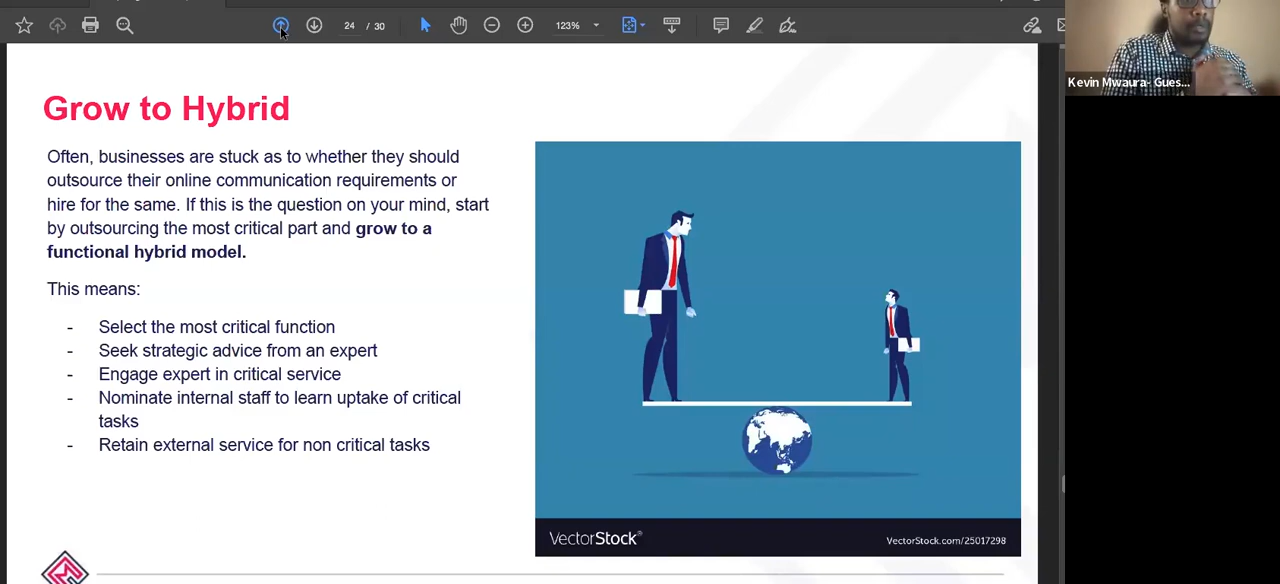 24 / 30
123%
Kevin Mwaura- Gues...
Grow to Hybrid
Often, businesses are stuck as to whether they should
outsource their online communication requirements or
hire for the same. If this is the question on your mind, start
by outsourcing the most critical part and grow to a
functional hybrid model.
This means:
- Select the most critical function
- Seek strategic advice from an expert
- Engage expert in critical service
- Nominate internal staff to learn uptake of critical
tasks
- Retain external service for non critical tasks
VectorStock®
VectorStock.com/25017298